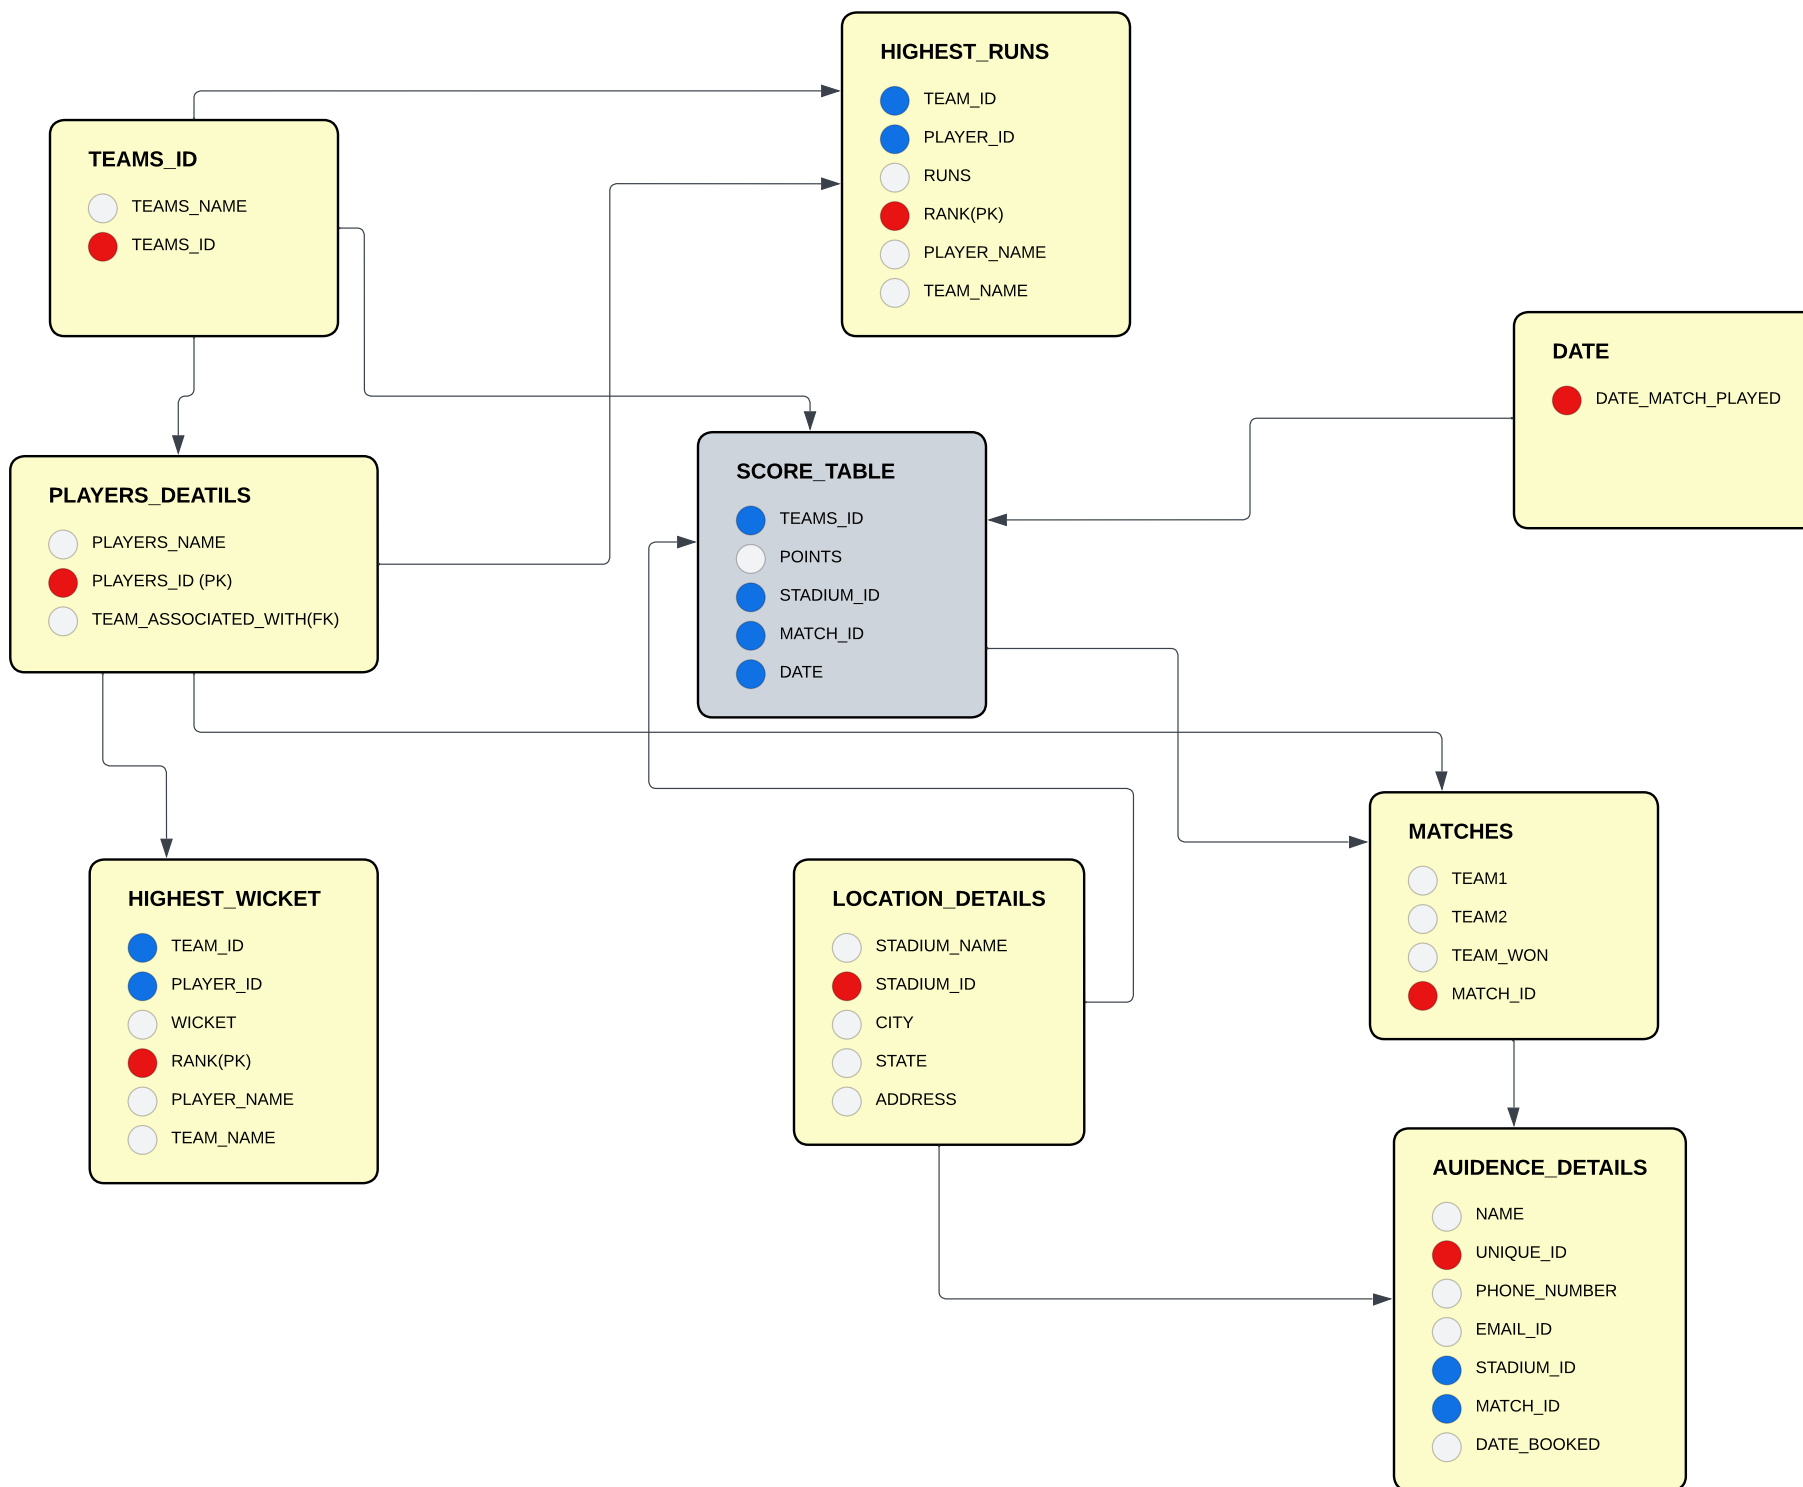 HIGHEST_RUNS
TEAM_ID
PLAYER_ID
RUNS
RANK(PK)
PLAYER_NAME
TEAM_NAME
TEAMS_ID
TEAMS_NAME
TEAMS_ID
DATE
DATE_MATCH_PLAYED
PLAYERS_DEATILS
PLAYERS_NAME
PLAYERS_ID (PK)
TEAM_ASSOCIATED_WITH(FK)
SCORE_TABLE
TEAMS_ID
POINTS
STADIUM_ID
MATCH_ID
DATE
MATCHES
TEAM1
TEAM2
TEAM_WON
MATCH_ID
HIGHEST_WICKET
TEAM_ID
PLAYER_ID
WICKET
RANK(PK)
PLAYER_NAME
TEAM_NAME
LOCATION_DETAILS
STADIUM_NAME
STADIUM_ID
CITY
STATE
ADDRESS
AUIDENCE_DETAILS
NAME
UNIQUE_ID
PHONE_NUMBER
EMAIL_ID
STADIUM_ID
MATCH_ID
DATE_BOOKED